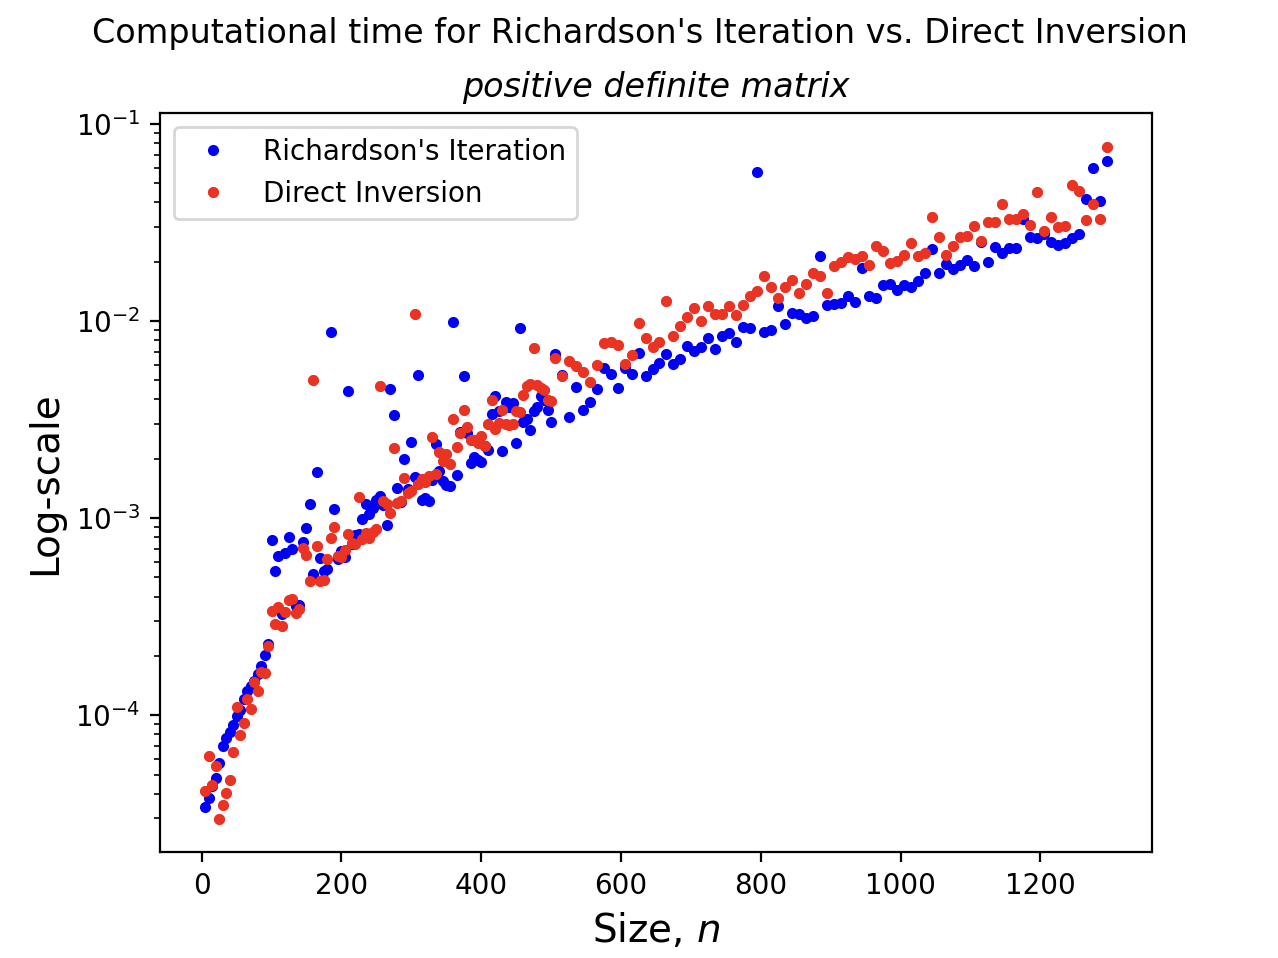 Computational time for Richardson's Iteration vs. Direct Inversion
positive definite matrix
Richardson's Iteration
Direct Inversion
Log-scale
10⁻¹
10⁻²
10⁻³
10⁻⁴
0 200 400 600 800 1000 1200
Size, n